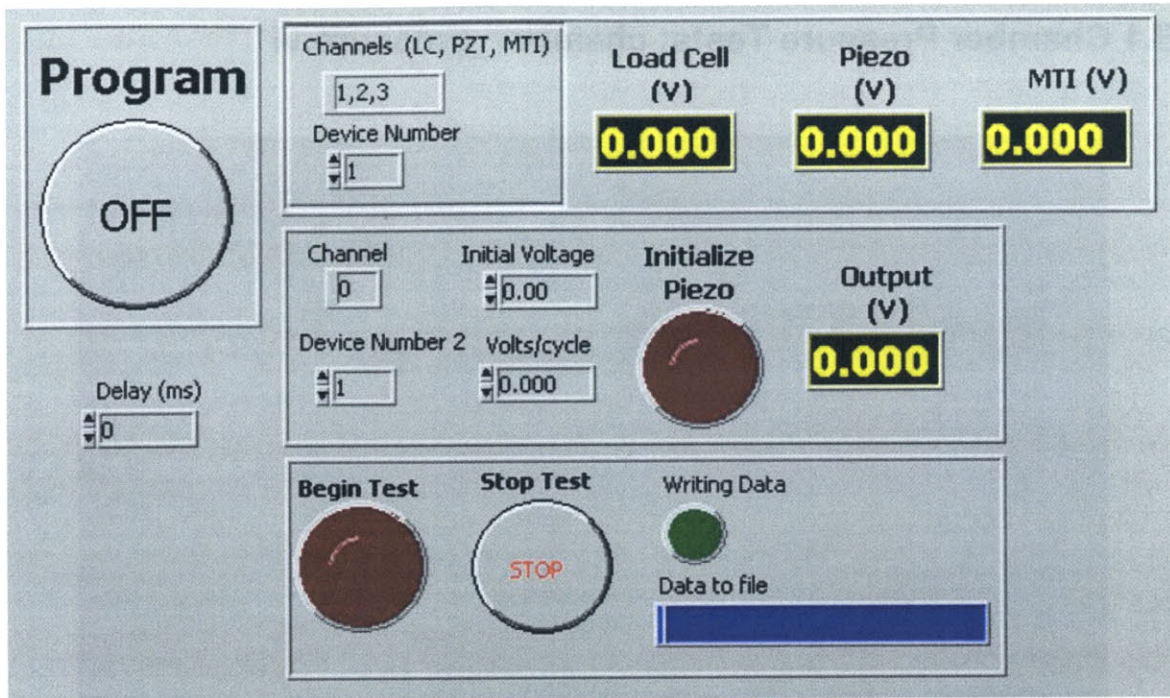 Program
OFF
Delay (ms)
0
Channels (LC, PZT, MTI)
1,2,3
Device Number
1
Load Cell
(V)
0.000
Piezo
(V)
0.000
MTI (V)
0.000
Channel
0
Initial Voltage
0.00
Device Number 2
1
Volts/cycle
0.000
Initialize
Piezo
Output
(V)
0.000
Begin Test
Stop Test
STOP
Writing Data
Data to file